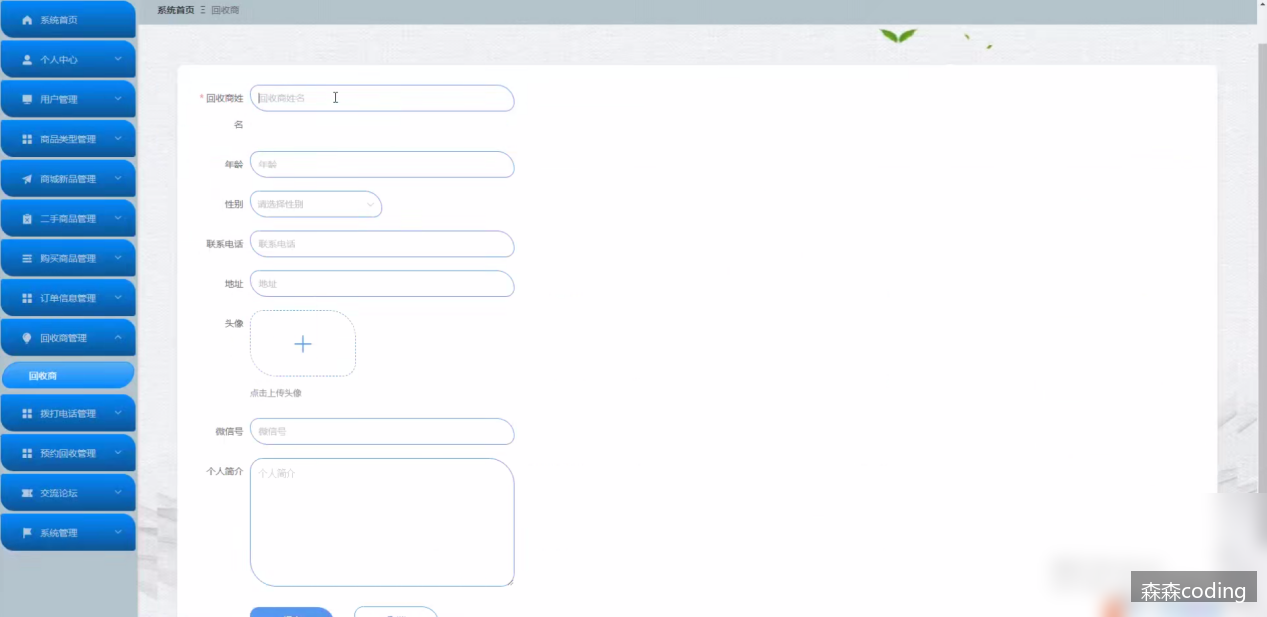 系统首页
个人中心
用户管理
商品类型管理
商城新品管理
二手商品管理
购买商品管理
订单信息管理
回收商管理
回收商
拨打电话管理
预约回收管理
交流论坛
系统管理
系统首页 Ξ 回收商
* 回收商姓名 回收商姓名
年龄 年龄
性别 请选择性别
联系电话 联系电话
地址 地址
头像
点击上传头像
微信号 微信号
个人简介 个人简介
森森coding